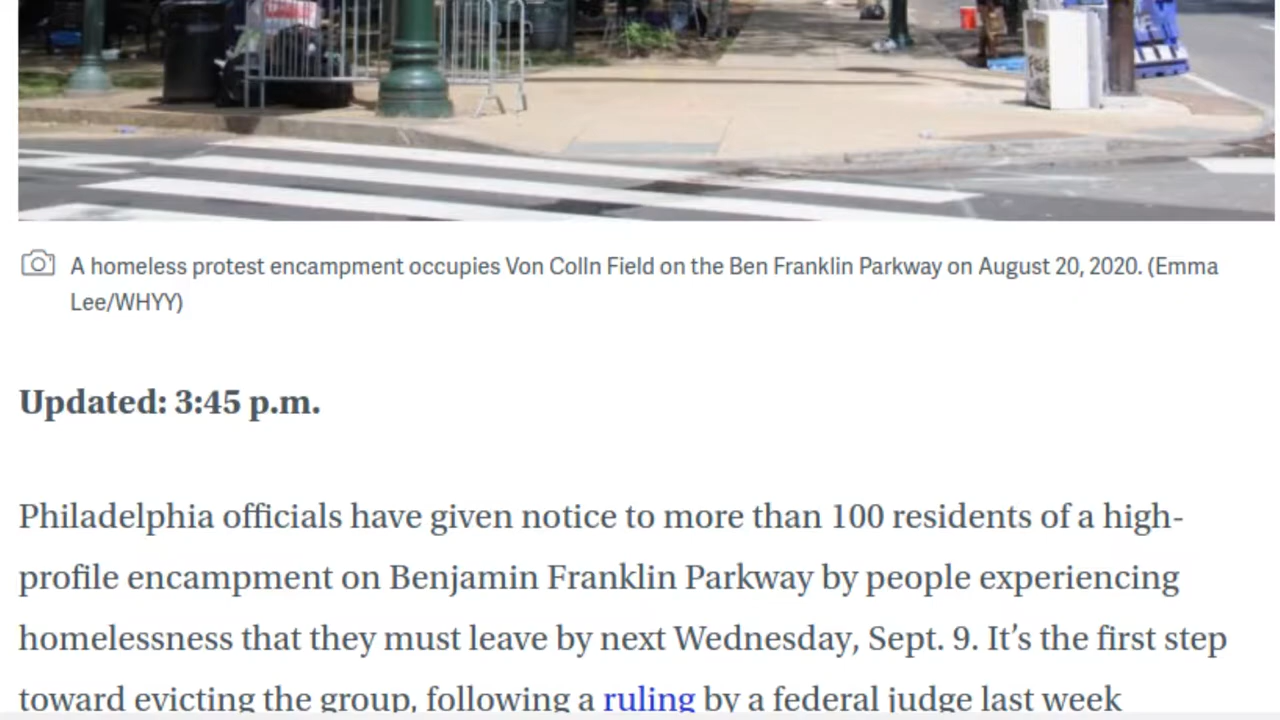 A homeless protest encampment occupies Von Colln Field on the Ben Franklin Parkway on August 20, 2020. (Emma
Lee/WHYY)
Updated: 3:45 p.m.
Philadelphia officials have given notice to more than 100 residents of a high-
profile encampment on Benjamin Franklin Parkway by people experiencing
homelessness that they must leave by next Wednesday, Sept. 9. It’s the first step
toward evicting the group, following a ruling by a federal judge last week